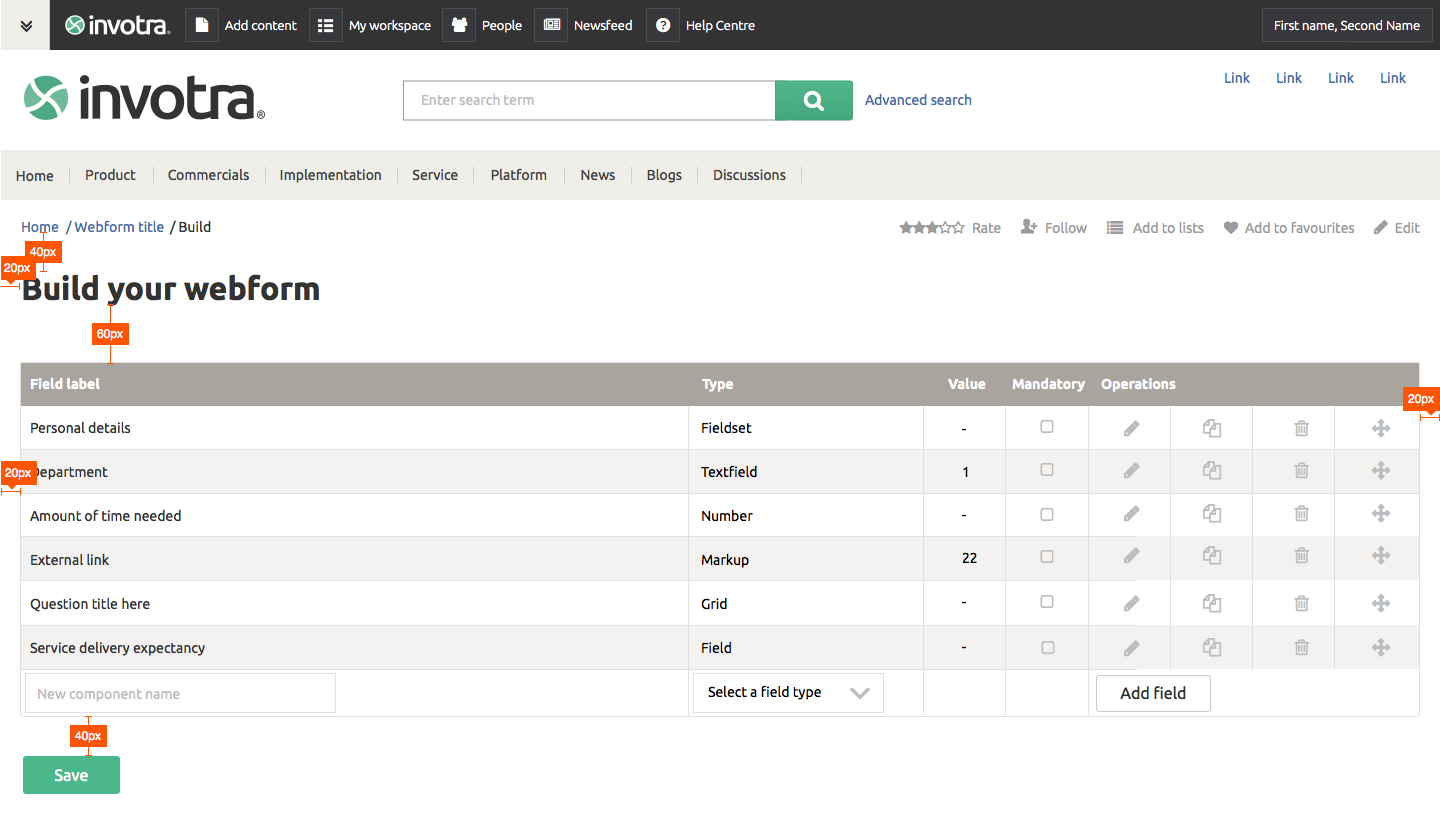 invotra® Add content My workspace People Newsfeed ? Help Centre First name, Second Name
Link Link Link Link
invotra® Enter search term Advanced search
Home Product Commercials Implementation Service Platform News Blogs Discussions
Home / Webform title / Build Rate Follow Add to lists Add to favourites Edit
40px
20px
Build your webform
60px
Field label Type Value Mandatory Operations
20px
Personal details Fieldset -
20px
Department Textfield 1
Amount of time needed Number -
External link Markup 22
Question title here Grid -
Service delivery expectancy Field -
New component name Select a field type Add field
40px
Save